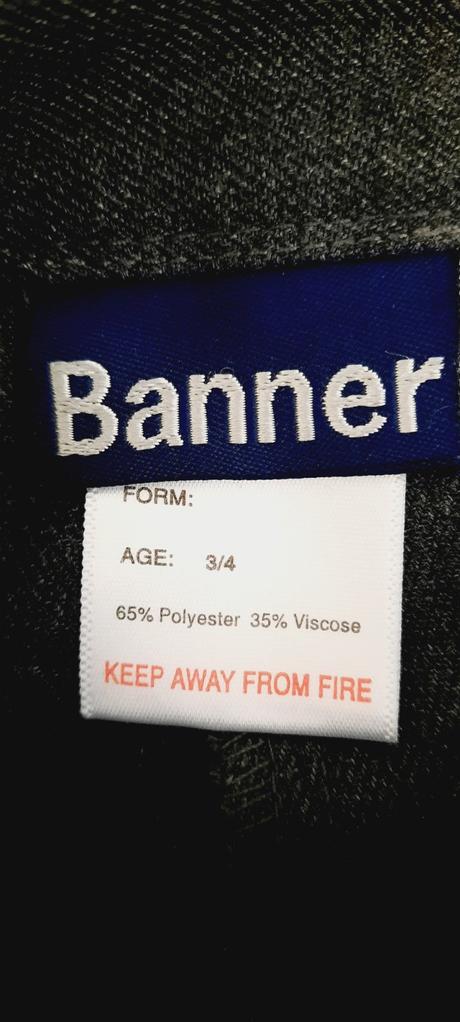 Banner
FORM:
AGE: 3/4
65% Polyester 35% Viscose
KEEP AWAY FROM FIRE